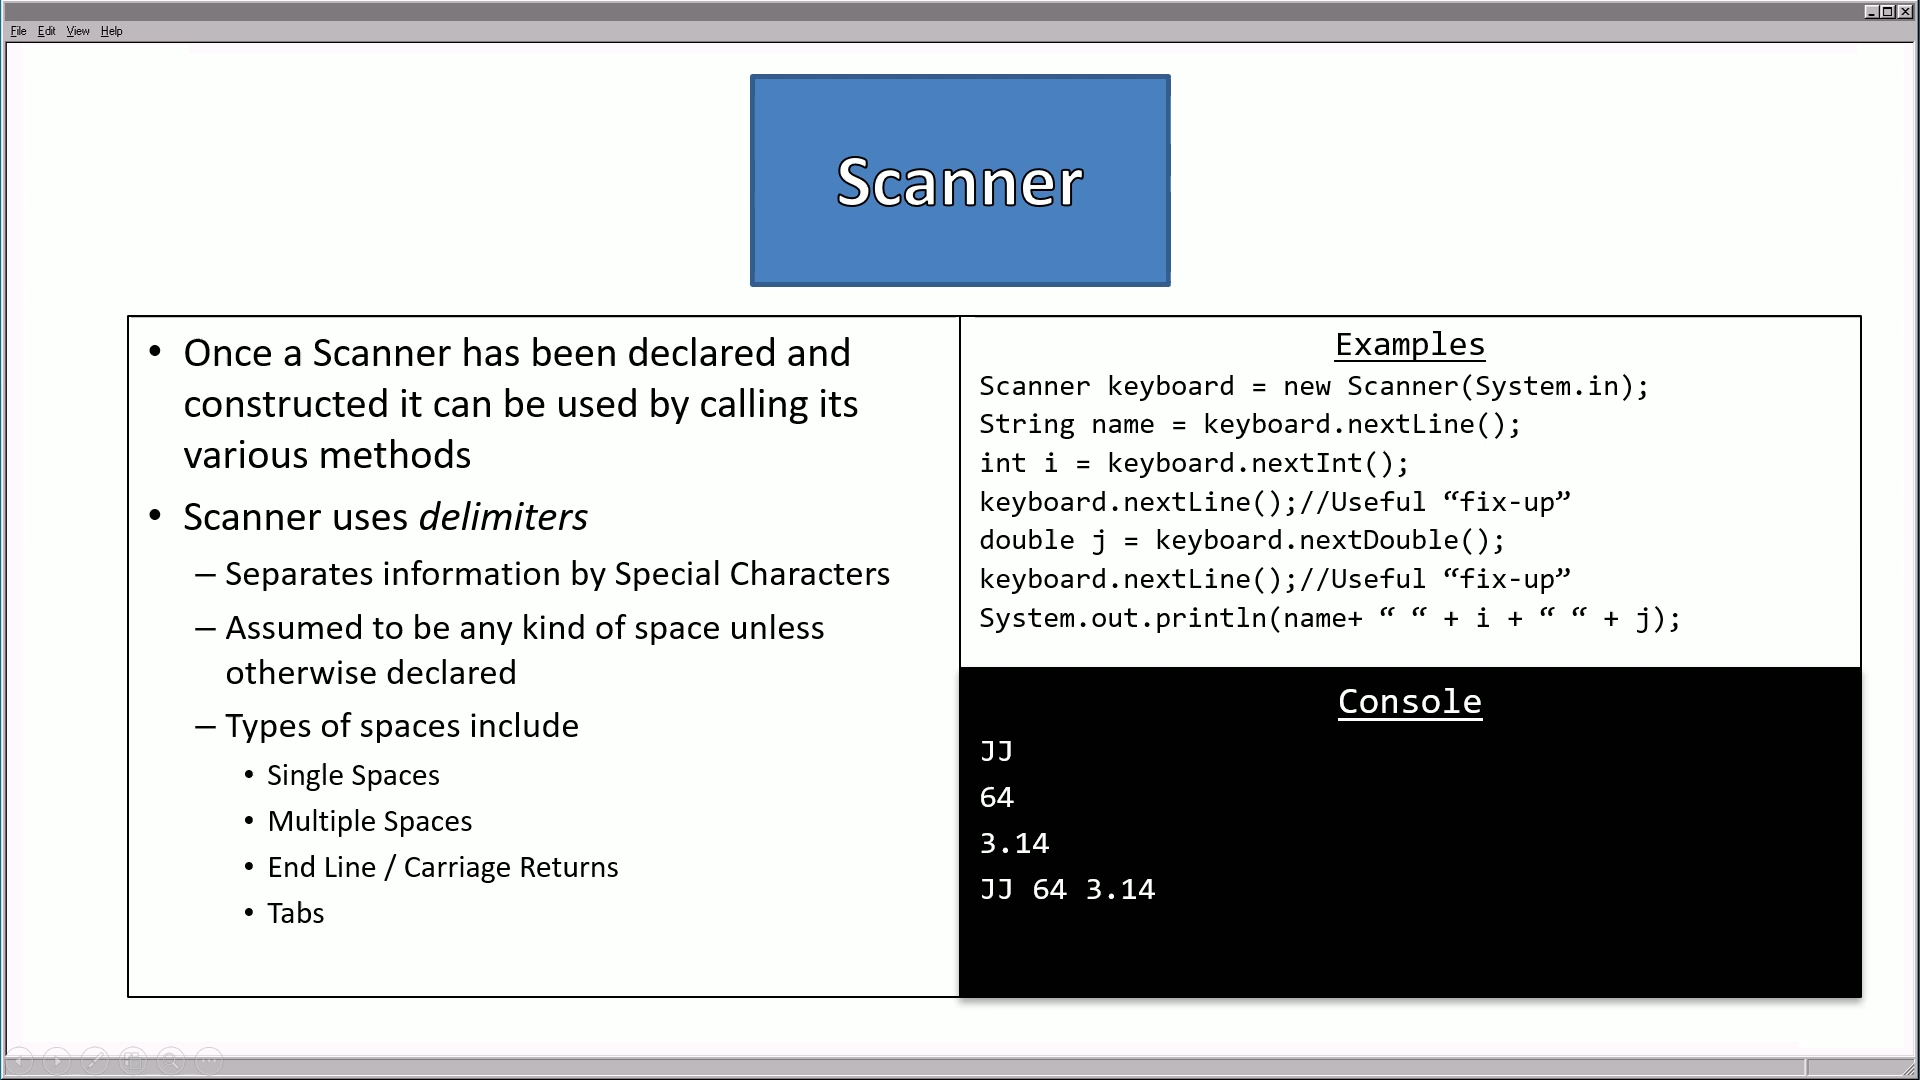 File Edit View Help
Scanner
• Once a Scanner has been declared and
constructed it can be used by calling its
various methods
• Scanner uses delimiters
– Separates information by Special Characters
– Assumed to be any kind of space unless
otherwise declared
– Types of spaces include
• Single Spaces
• Multiple Spaces
• End Line / Carriage Returns
• Tabs
Examples
Scanner keyboard = new Scanner(System.in);
String name = keyboard.nextLine();
int i = keyboard.nextInt();
keyboard.nextLine();//Useful “fix-up”
double j = keyboard.nextDouble();
keyboard.nextLine();//Useful “fix-up”
System.out.println(name+ “ “ + i + “ “ + j);
Console
JJ
64
3.14
JJ 64 3.14